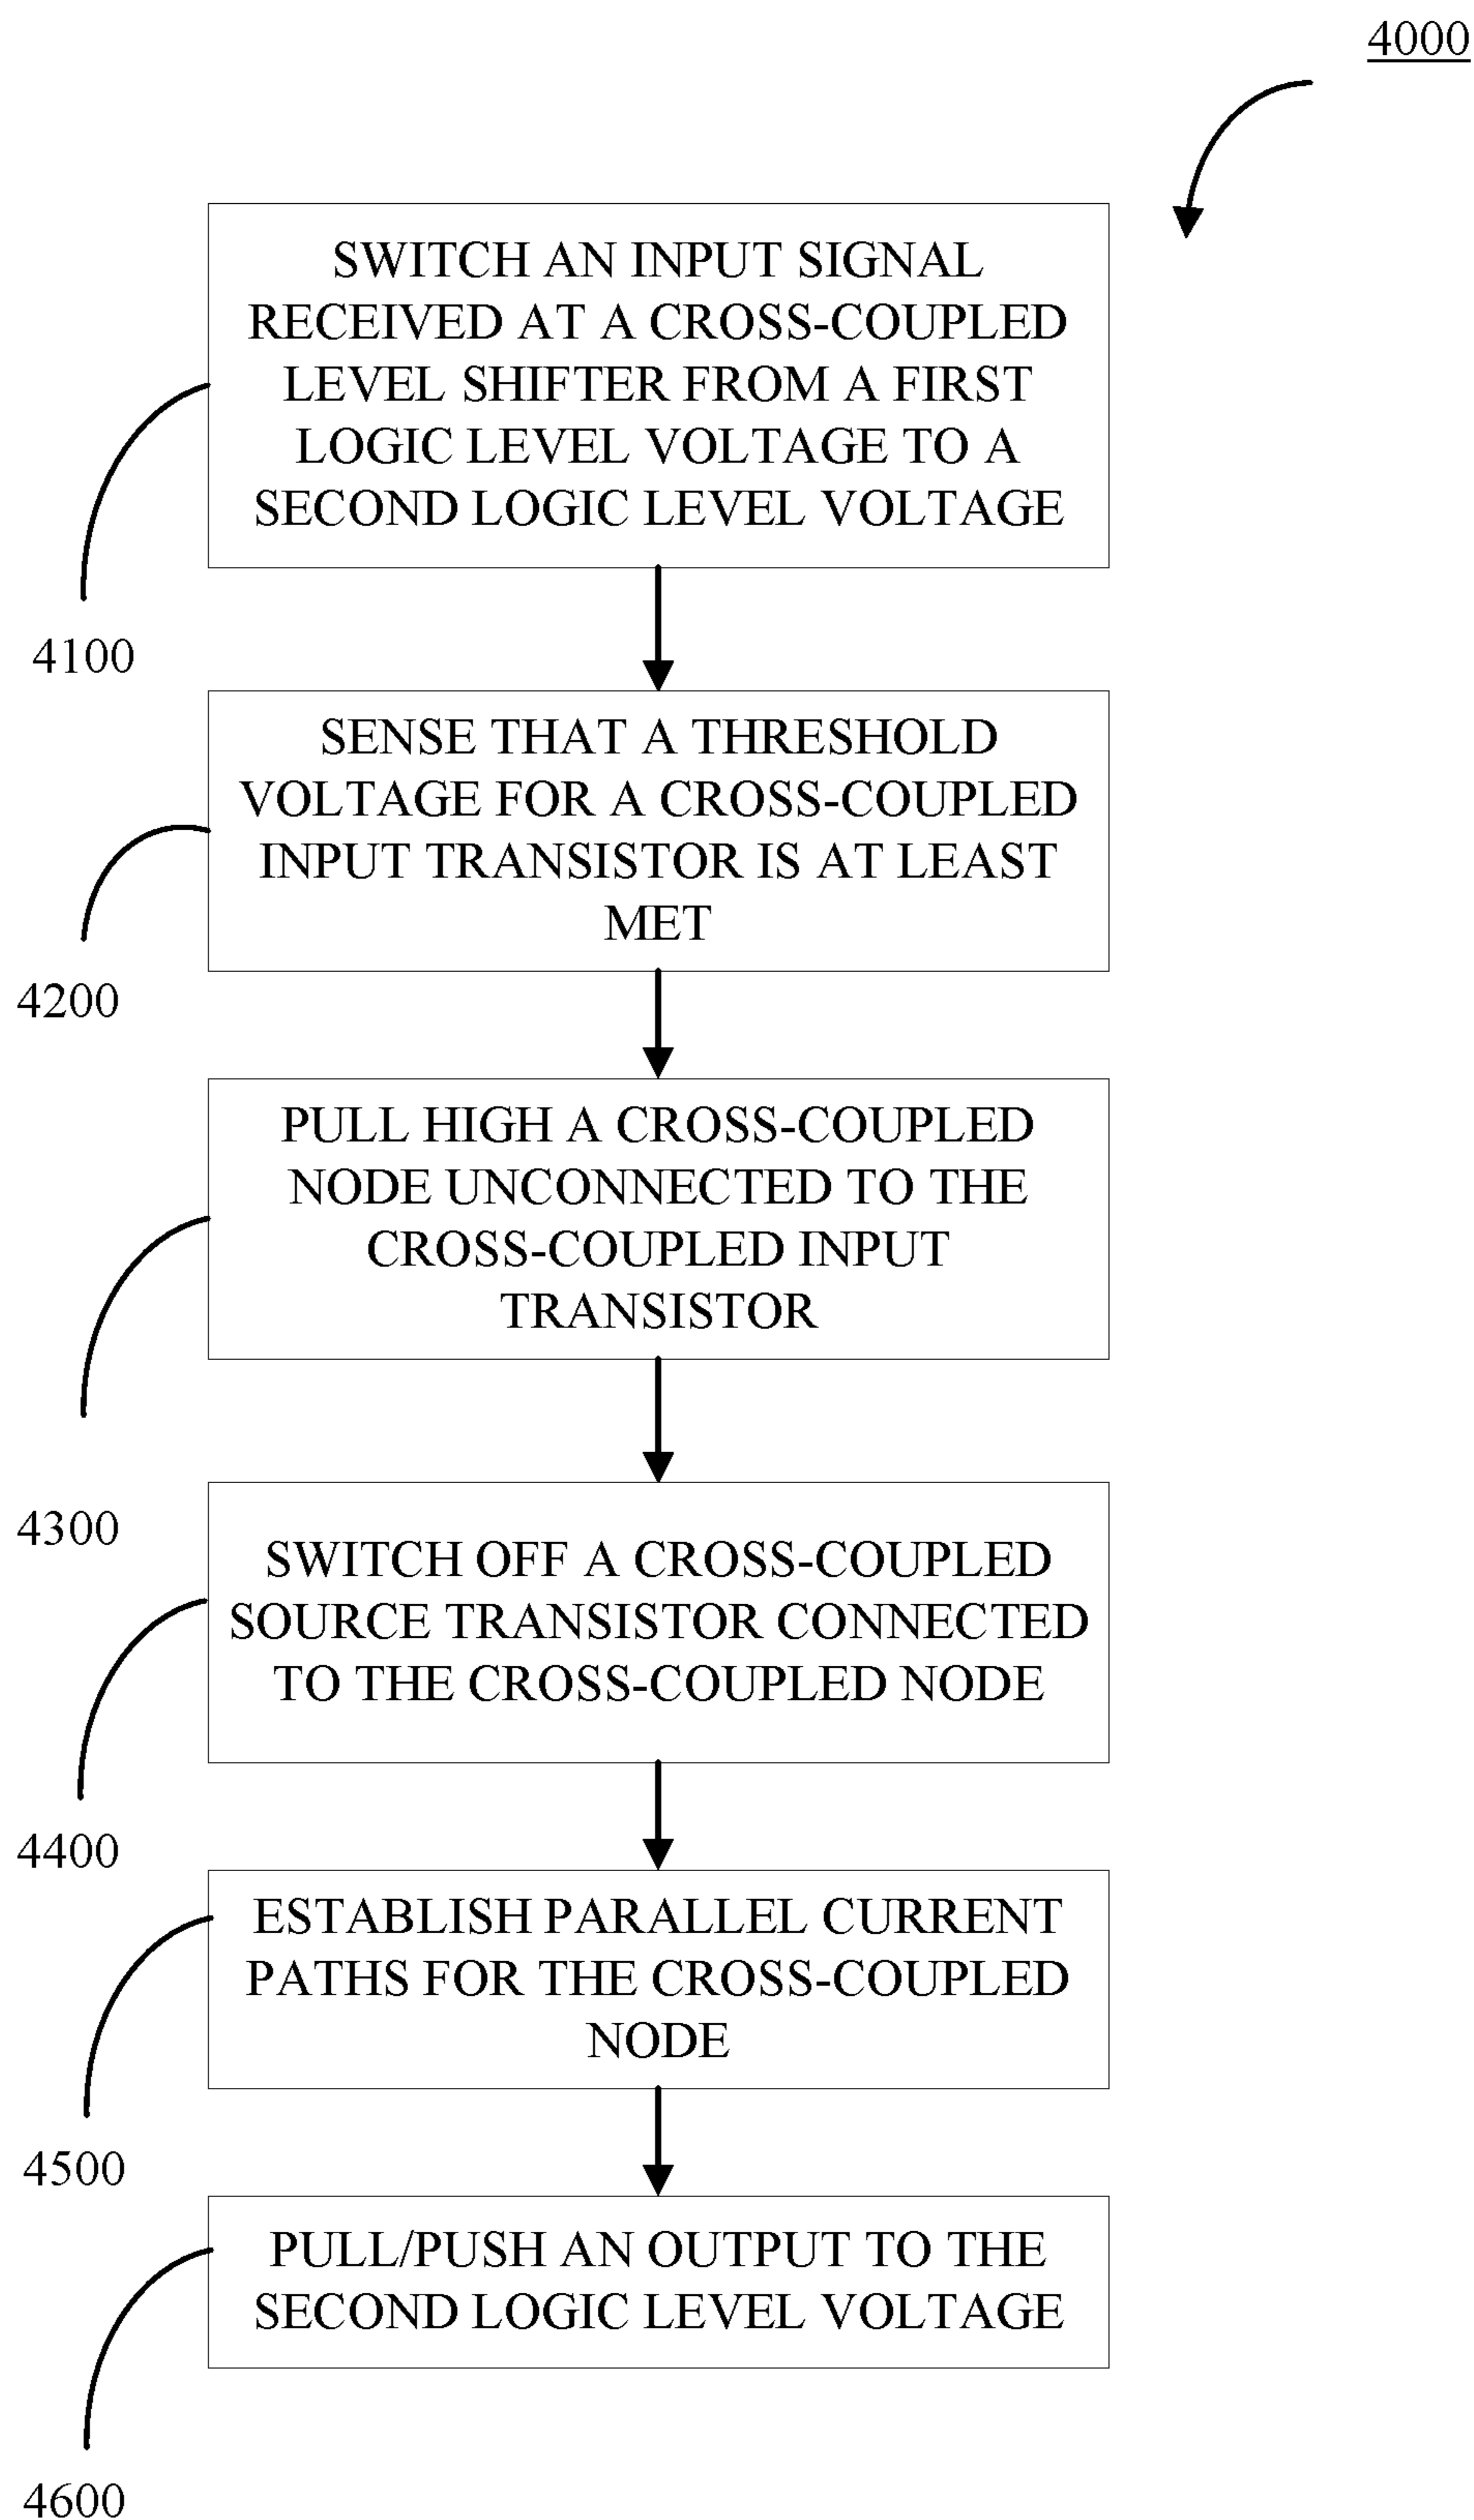 4000
SWITCH AN INPUT SIGNAL
RECEIVED AT A CROSS-COUPLED
LEVEL SHIFTER FROM A FIRST
LOGIC LEVEL VOLTAGE TO A
SECOND LOGIC LEVEL VOLTAGE
4100
SENSE THAT A THRESHOLD
VOLTAGE FOR A CROSS-COUPLED
INPUT TRANSISTOR IS AT LEAST
MET
4200
PULL HIGH A CROSS-COUPLED
NODE UNCONNECTED TO THE
CROSS-COUPLED INPUT
TRANSISTOR
4300
SWITCH OFF A CROSS-COUPLED
SOURCE TRANSISTOR CONNECTED
TO THE CROSS-COUPLED NODE
4400
ESTABLISH PARALLEL CURRENT
PATHS FOR THE CROSS-COUPLED
NODE
4500
PULL/PUSH AN OUTPUT TO THE
SECOND LOGIC LEVEL VOLTAGE
4600